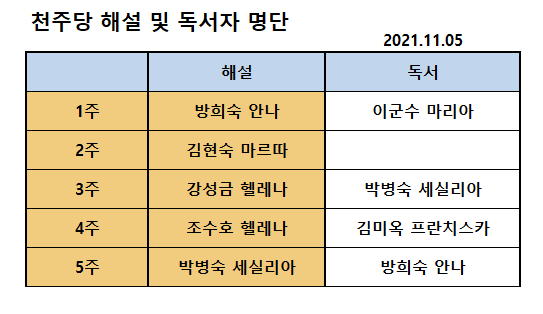 천주당 해설 및 독서자 명단
2021.11.05
해설 독서
1주 방희숙 안나 이군수 마리아
2주 김현숙 마르따
3주 강성금 헬레나 박병숙 세실리아
4주 조수호 헬레나 김미옥 프란치스카
5주 박병숙 세실리아 방희숙 안나